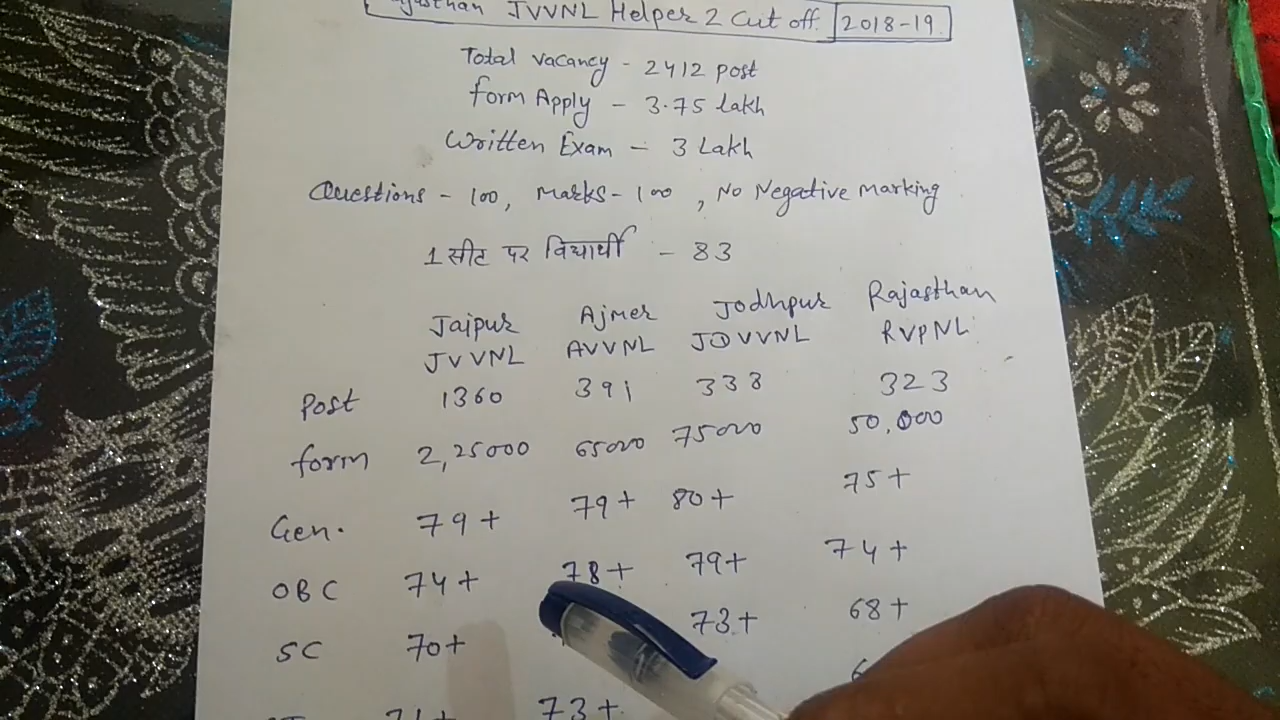 JVVNL Helper 2 Cut off. 2018-19.
Total vacancy - 2412 post
form Apply - 3.75 lakh
Written Exam - 3 Lakh
Questions - 100, Marks - 100, No Negative Marking
1 सीट पर विद्यार्थी - 83
Jaipur Ajmer Jodhpur Rajasthan
JVVNL AVVNL JDVVNL RVPNL
Post 1360 391 338 323
form 2,25000 65000 75000 50,000
Gen. 79+ 79+ 80+ 75+
OBC 74+ 78+ 79+ 74+
SC 70+ 73+ 68+
71+ 73+